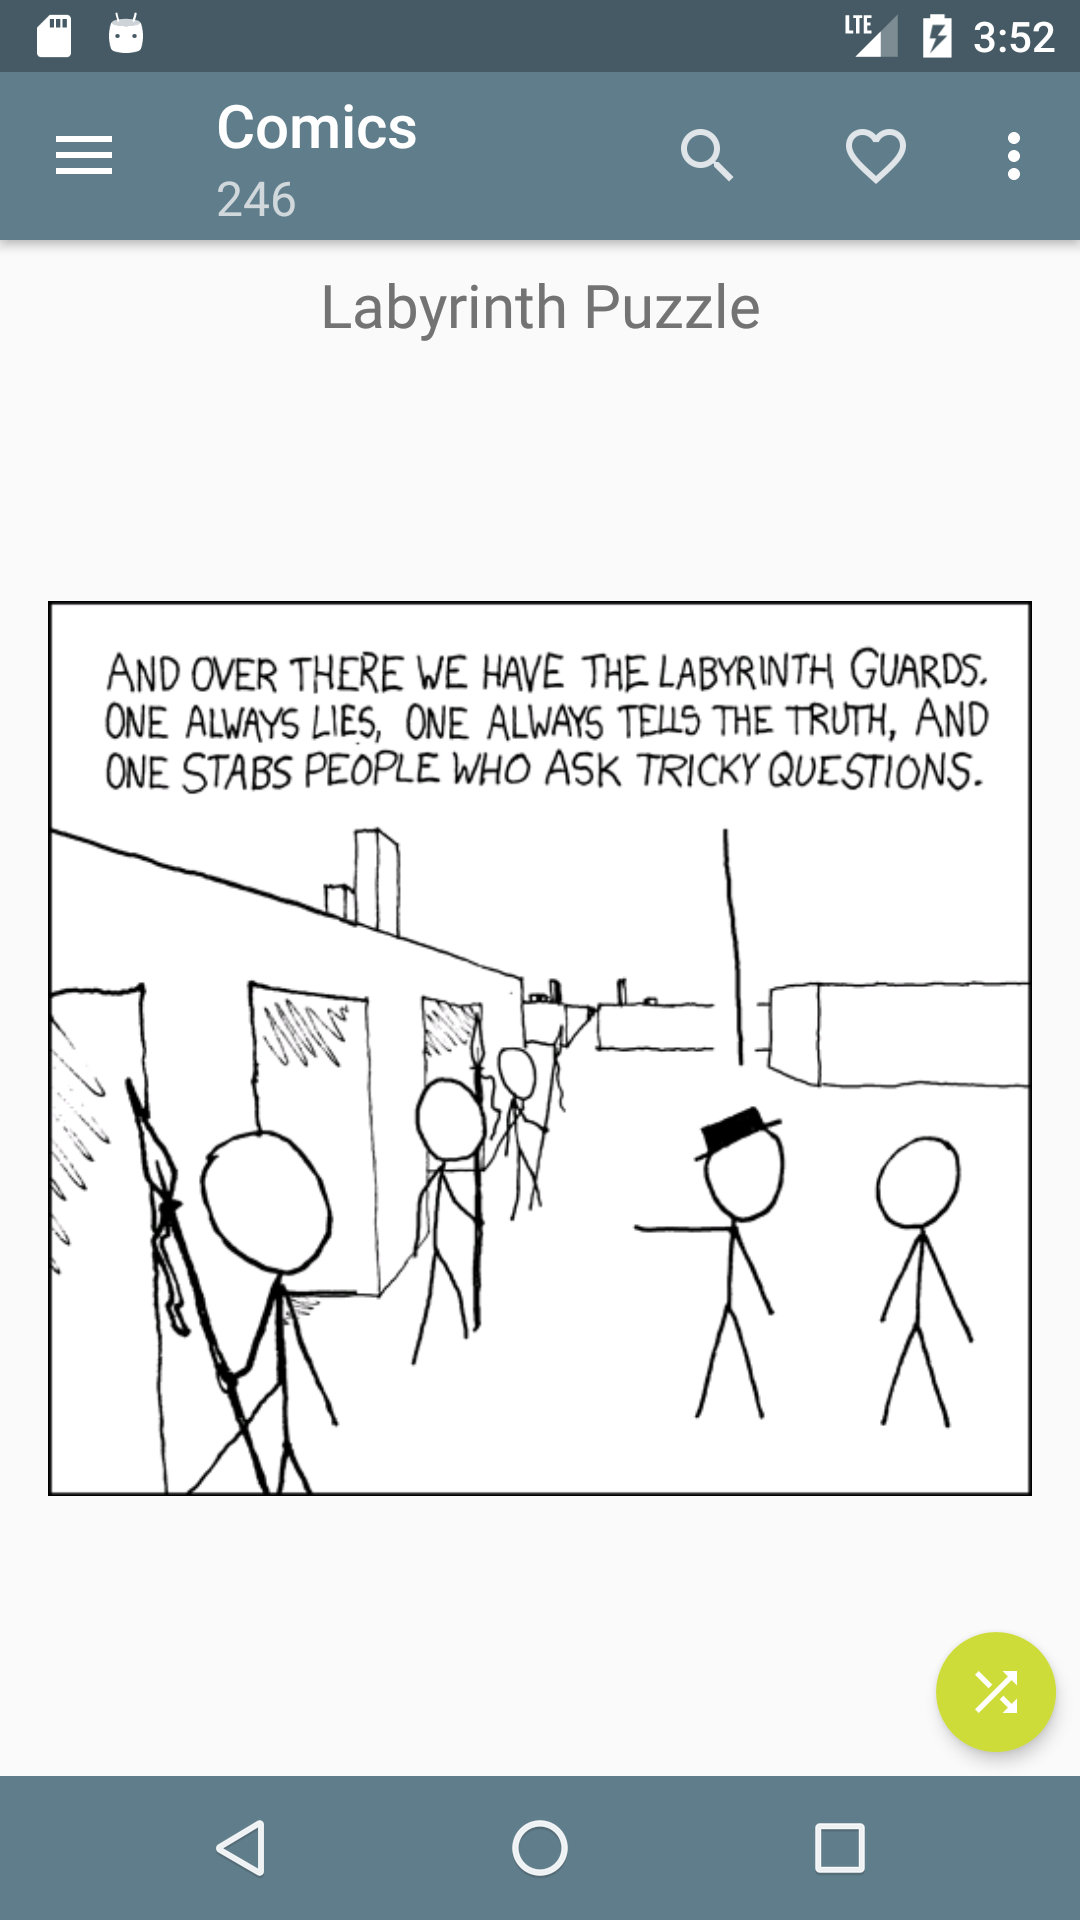 LTE 3:52
Comics
246
Labyrinth Puzzle
AND OVER THERE WE HAVE THE LABYRINTH GUARDS.
ONE ALWAYS LIES, ONE ALWAYS TELLS THE TRUTH, AND
ONE STABS PEOPLE WHO ASK TRICKY QUESTIONS.